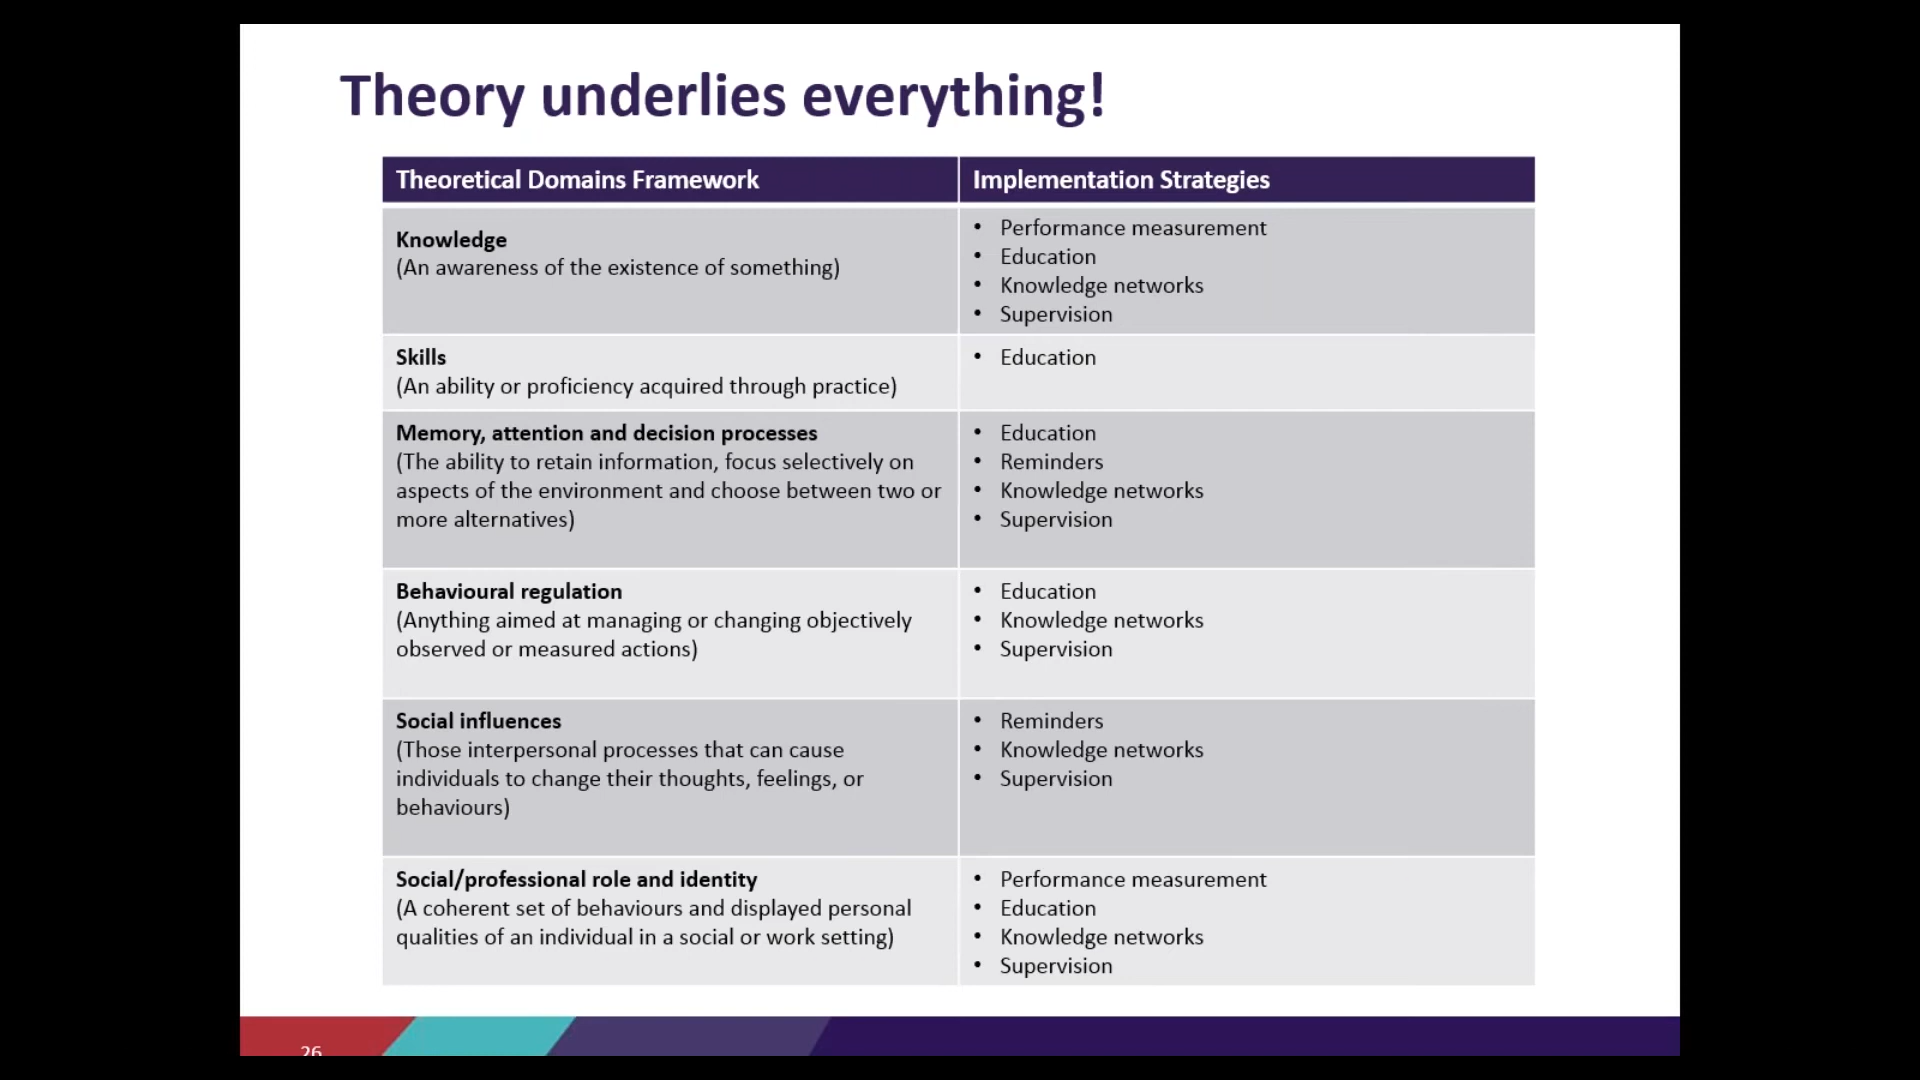 Theory underlies everything!
Theoretical Domains Framework
Implementation Strategies
Knowledge
(An awareness of the existence of something)
• Performance measurement
• Education
• Knowledge networks
• Supervision
Skills
(An ability or proficiency acquired through practice)
• Education
Memory, attention and decision processes
(The ability to retain information, focus selectively on
aspects of the environment and choose between two or
more alternatives)
• Education
• Reminders
• Knowledge networks
• Supervision
Behavioural regulation
(Anything aimed at managing or changing objectively
observed or measured actions)
• Education
• Knowledge networks
• Supervision
Social influences
(Those interpersonal processes that can cause
individuals to change their thoughts, feelings, or
behaviours)
• Reminders
• Knowledge networks
• Supervision
Social/professional role and identity
(A coherent set of behaviours and displayed personal
qualities of an individual in a social or work setting)
• Performance measurement
• Education
• Knowledge networks
• Supervision
26